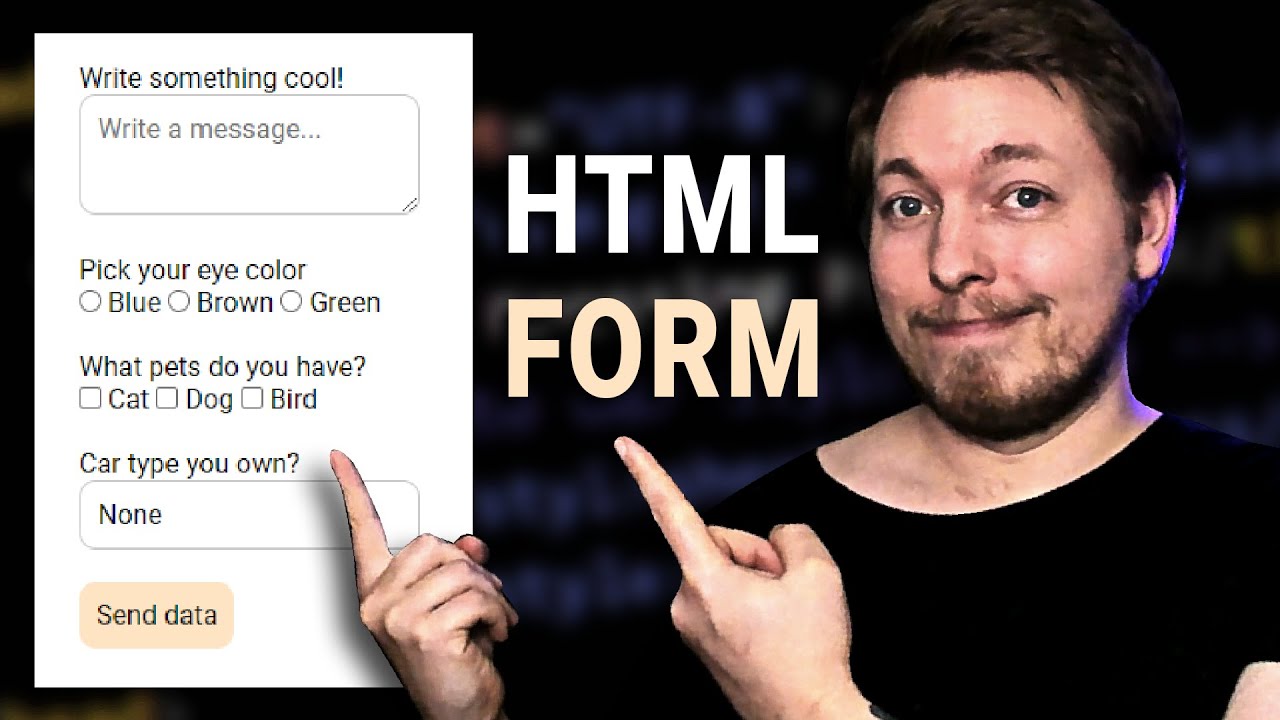 Write something cool!
Write a message...
Pick your eye color
Blue Brown Green
What pets do you have?
Cat Dog Bird
Car type you own?
None
Send data
HTML
FORM